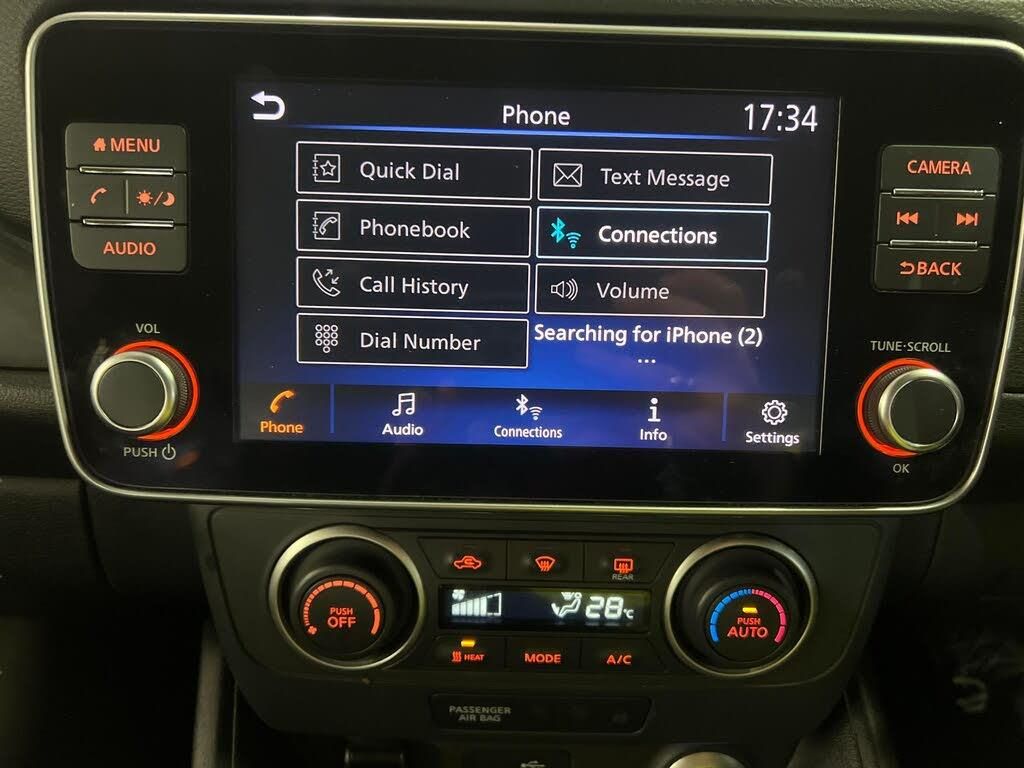 Phone
17:34
MENU
AUDIO
Quick Dial
Text Message
Phonebook
Connections
Call History
Volume
Dial Number
Searching for iPhone (2)
...
Phone
Audio
Connections
Info
Settings
CAMERA
BACK
VOL
PUSH
TUNE·SCROLL
OK
REAR
PUSH
OFF
28°C
PUSH
AUTO
HEAT
MODE
A/C
PASSENGER
AIR BAG